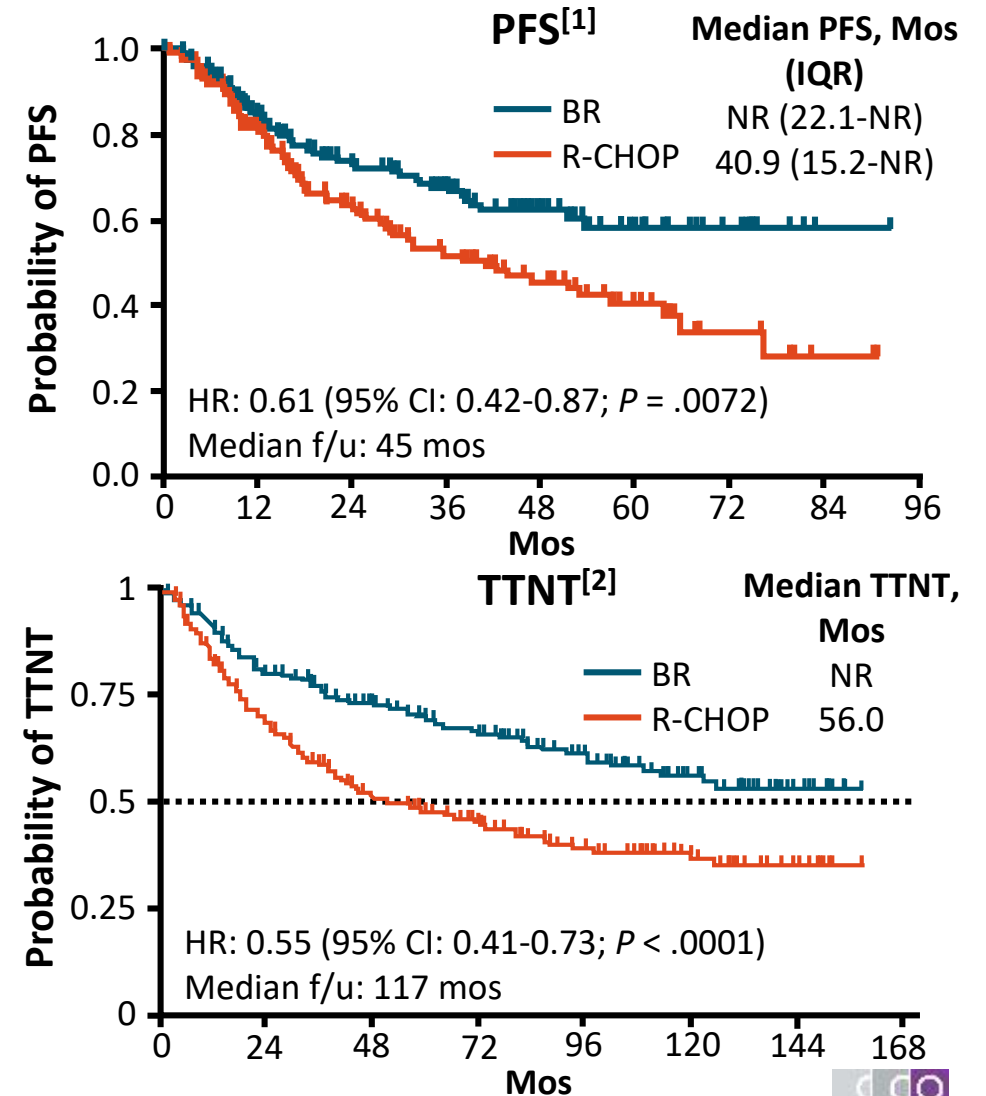 PFS[1]
Median PFS, Mos
(IQR)
BR NR (22.1-NR)
R-CHOP 40.9 (15.2-NR)
Probability of PFS
1.0
0.8
0.6
0.4
0.2
0.0
HR: 0.61 (95% CI: 0.42-0.87; P = .0072)
Median f/u: 45 mos
0 12 24 36 48 60 72 84 96
Mos
TTNT[2]
Median TTNT,
Mos
BR NR
R-CHOP 56.0
Probability of TTNT
1
0.75
0.5
0.25
0
HR: 0.55 (95% CI: 0.41-0.73; P < .0001)
Median f/u: 117 mos
0 24 48 72 96 120 144 168
Mos